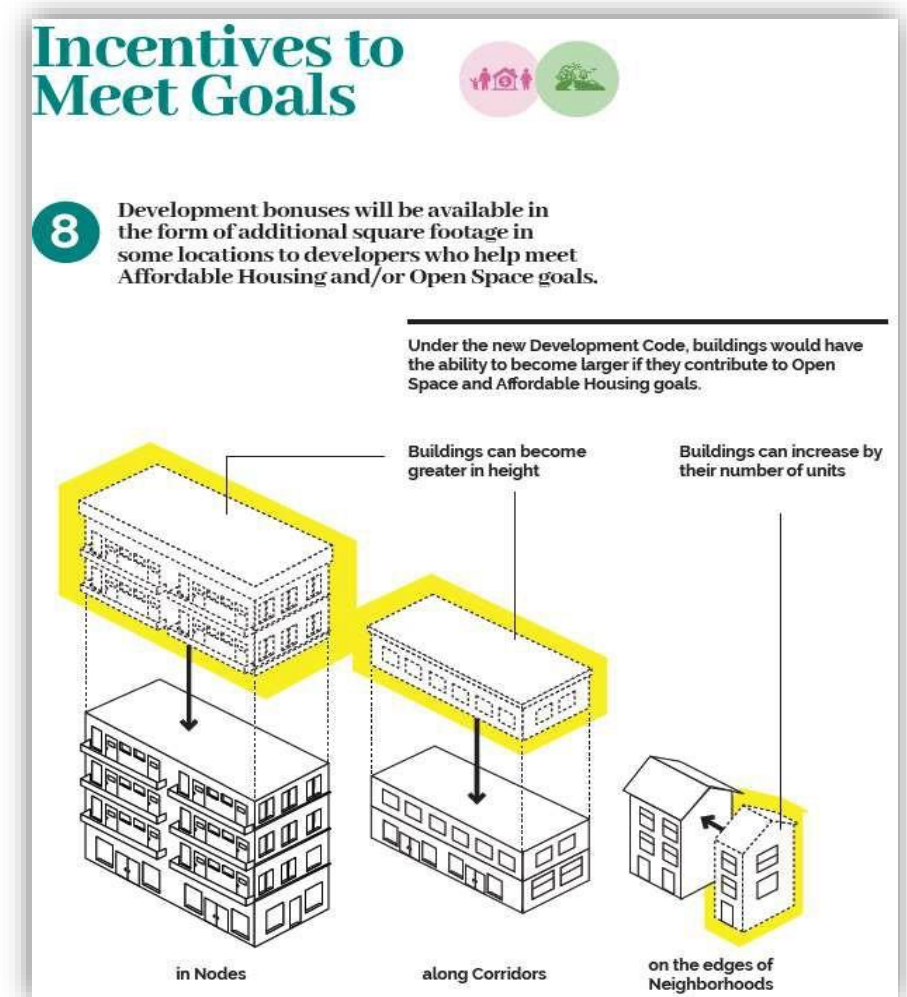 Incentives to
Meet Goals
8
Development bonuses will be available in
the form of additional square footage in
some locations to developers who help meet
Affordable Housing and/or Open Space goals.
Under the new Development Code, buildings would have
the ability to become larger if they contribute to Open
Space and Affordable Housing goals.
Buildings can become
greater in height
Buildings can increase by
their number of units
in Nodes
along Corridors
on the edges of
Neighborhoods